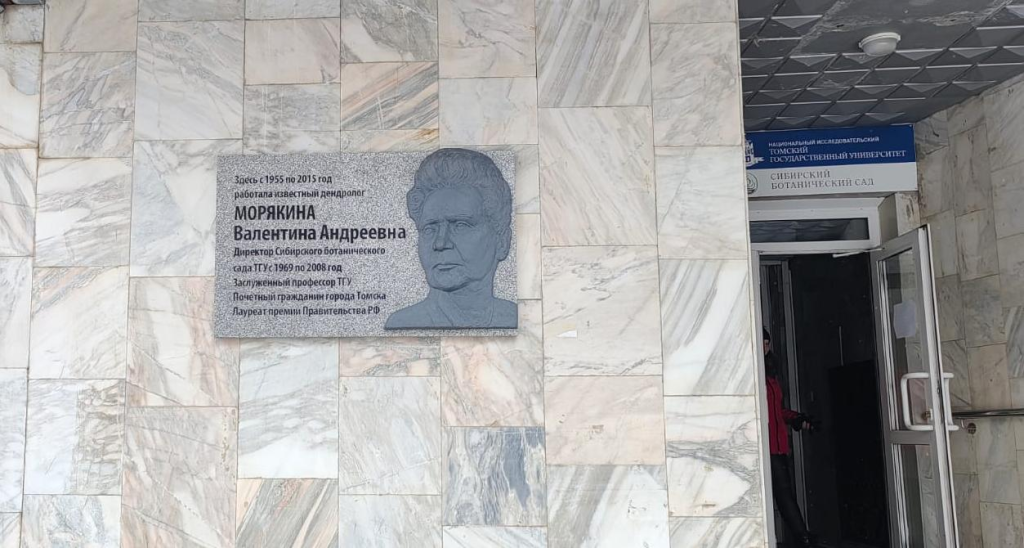 Здесь с 1955 по 2015 год
работала известный дендролог
МОРЯКИНА
Валентина Андреевна
Директор Сибирского ботанического
сада ТГУ с 1969 по 2008 год
Заслуженный профессор ТГУ
Почетный гражданин города Томска
Лауреат премии Правительства РФ
НАЦИОНАЛЬНЫЙ ИССЛЕДОВАТЕЛЬСКИЙ
ТОМСКИЙ
ГОСУДАРСТВЕННЫЙ УНИВЕРСИТЕТ
СИБИРСКИЙ
БОТАНИЧЕСКИЙ САД